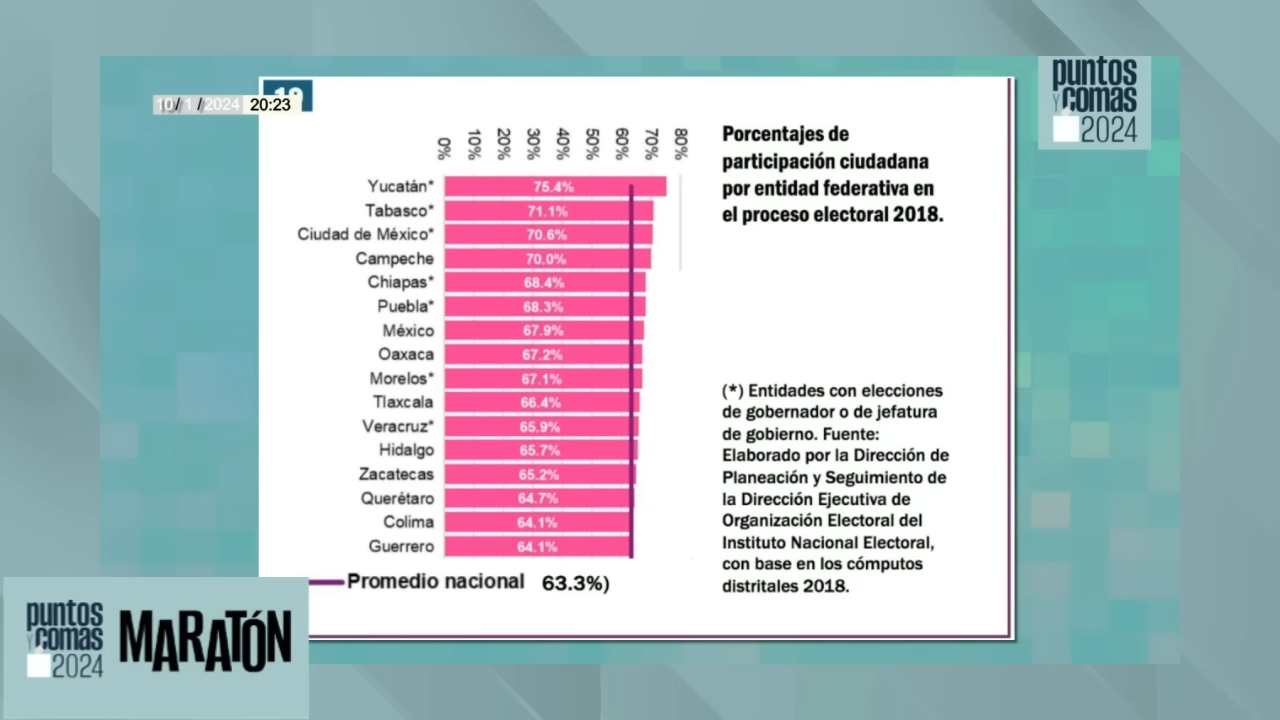 10/ 1 / 2024 20:23
puntos
Y comas
2024
0% 10% 20% 30% 40% 50% 60% 70% 80%
Yucatán* 75.4%
Tabasco* 71.1%
Ciudad de México* 70.6%
Campeche 70.0%
Chiapas* 68.4%
Puebla* 68.3%
México 67.9%
Oaxaca 67.2%
Morelos* 67.1%
Tlaxcala 66.4%
Veracruz* 65.9%
Hidalgo 65.7%
Zacatecas 65.2%
Querétaro 64.7%
Colima 64.1%
Guerrero 64.1%
Promedio nacional 63.3%)
Porcentajes de
participación ciudadana
por entidad federativa en
el proceso electoral 2018.
(*) Entidades con elecciones
de gobernador o de jefatura
de gobierno. Fuente:
Elaborado por la Dirección de
Planeación y Seguimiento de
la Dirección Ejecutiva de
Organización Electoral del
Instituto Nacional Electoral,
con base en los cómputos
distritales 2018.
puntos
Y comas
2024
MARATÓN